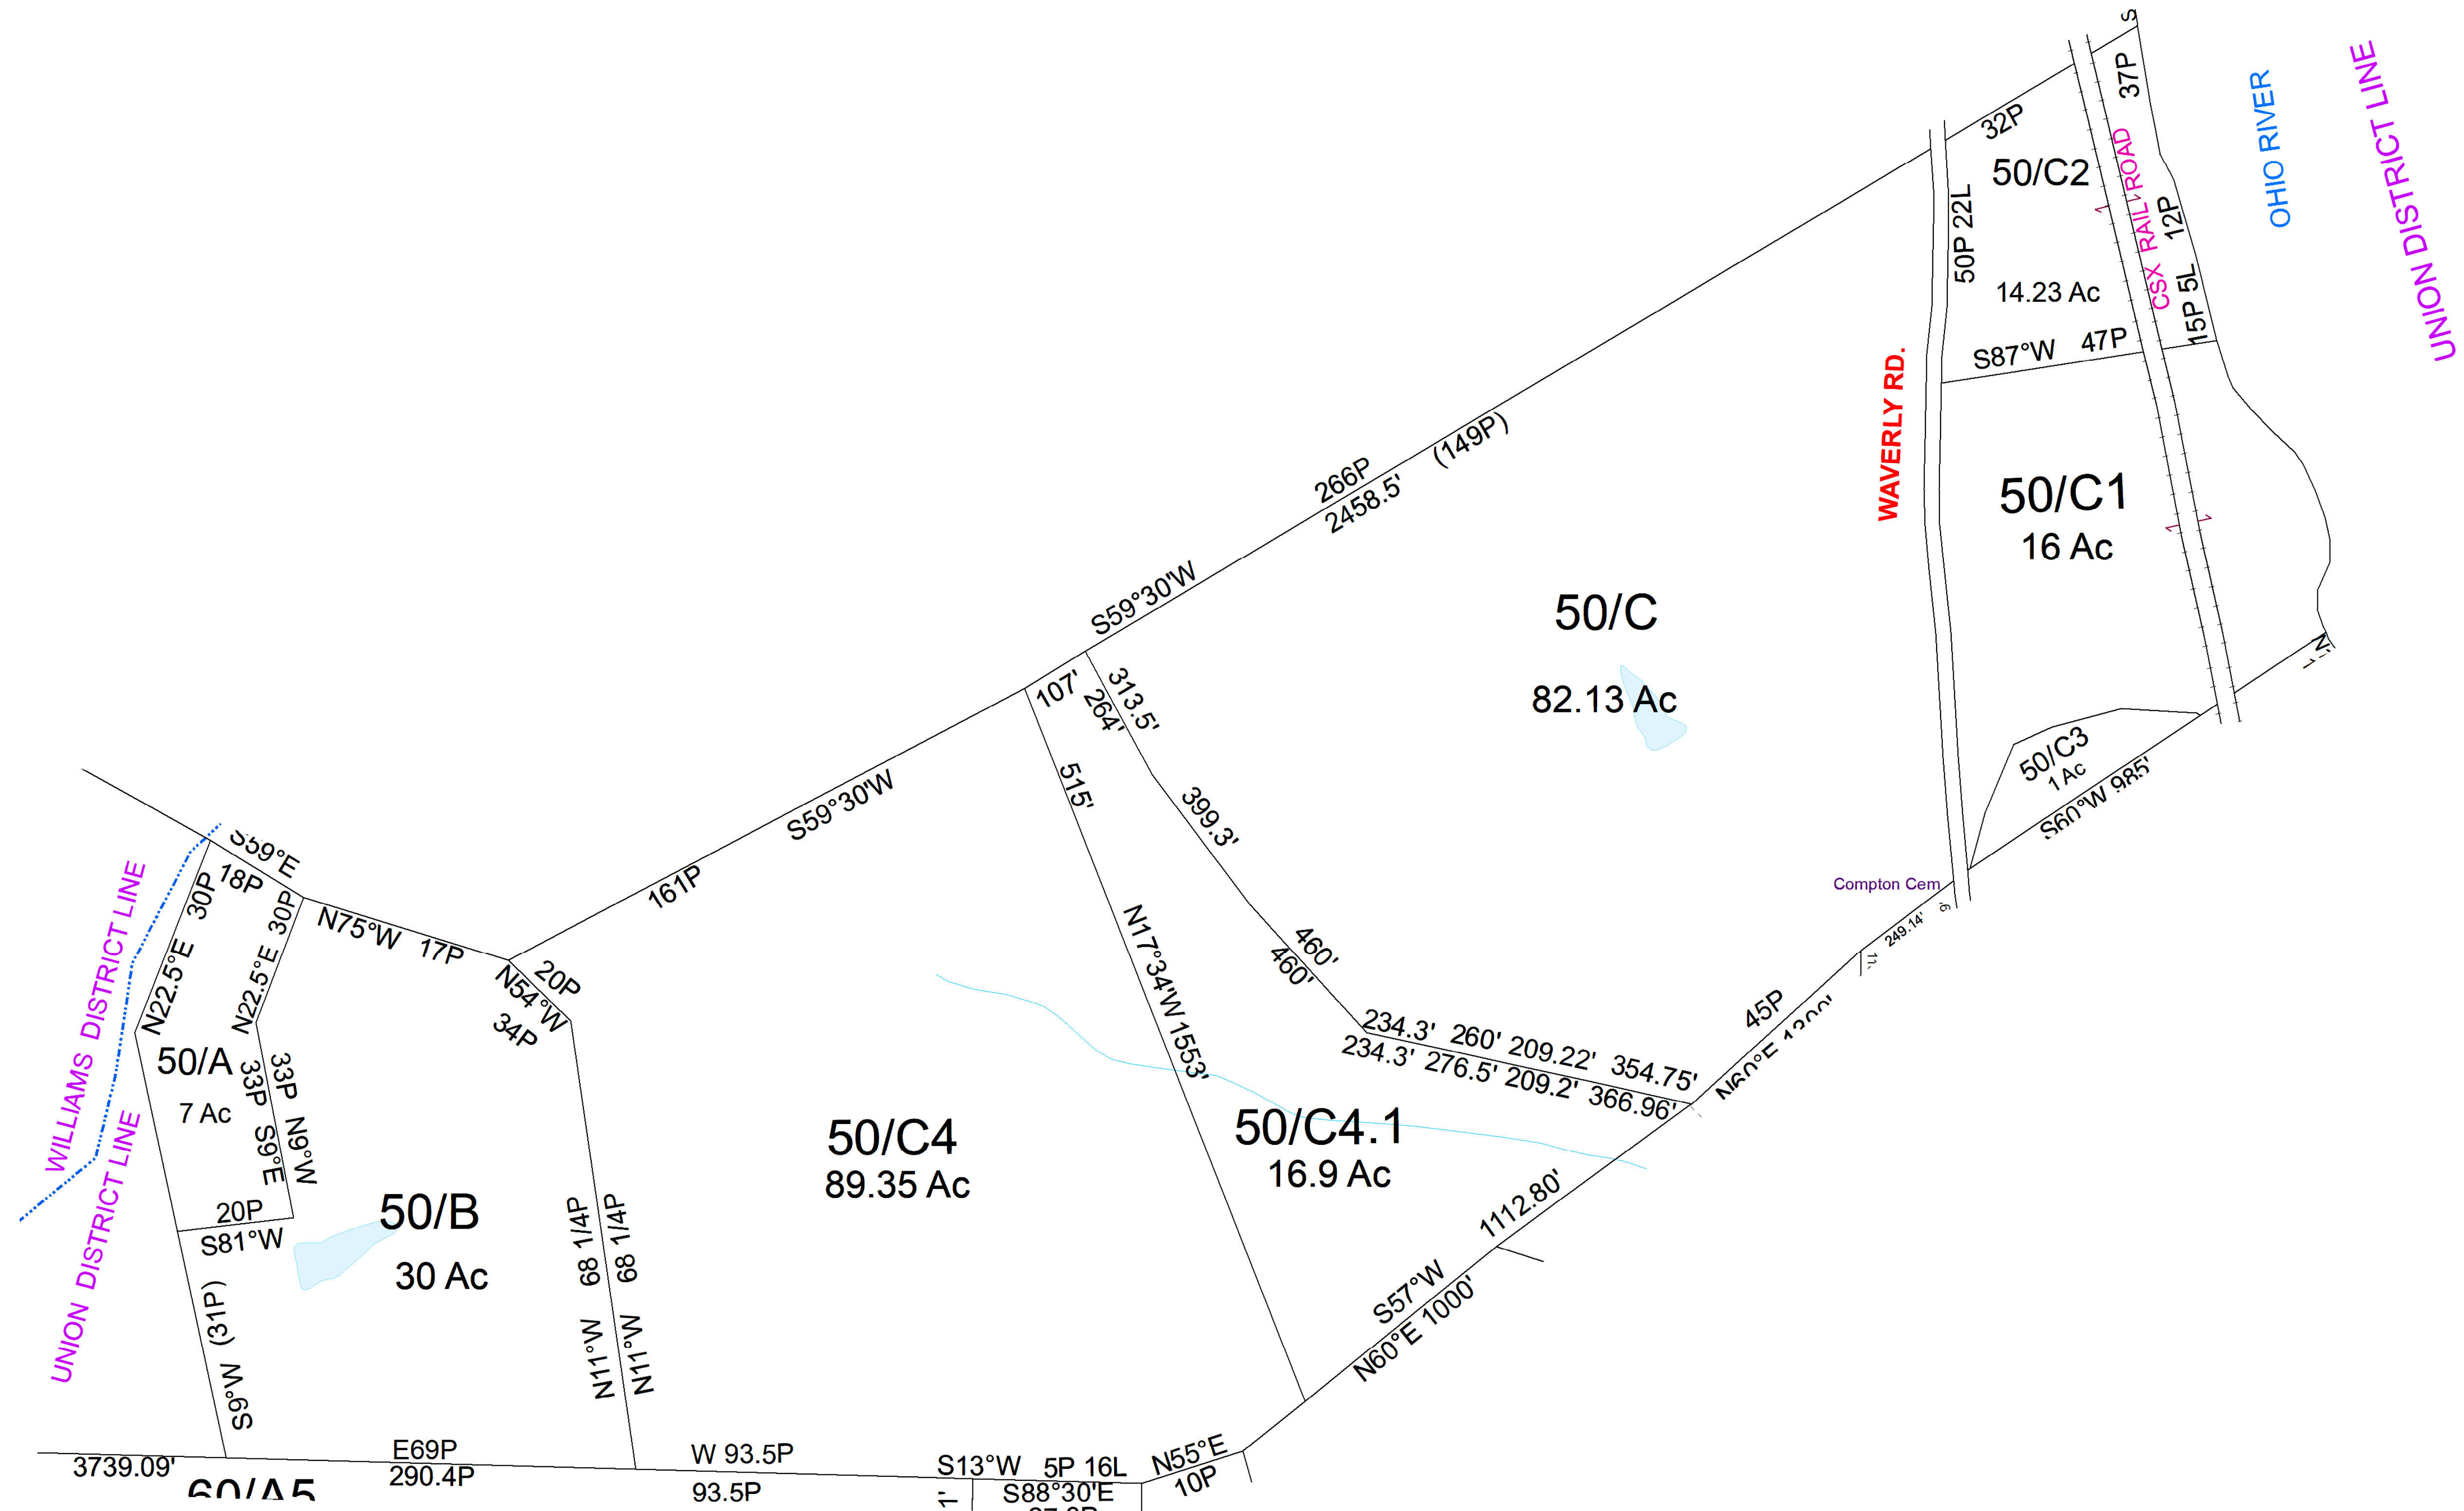 S
37P
32P
OHIO RIVER
UNION DISTRICT LINE
CSX RAIL ROAD
50/C2
50P 22L
12P
14.23 Ac
15P 5L
S87°W 47P
WAVERLY RD.
266P
(149P)
2458.5'
50/C1
16 Ac
S59°30'W
50/C
82.13 Ac
107'
313.5'
264'
50/C3
1 Ac
S60°W 985'
515'
S59°30'W
161P
399.3'
S59°E
18P
30P
N22.5°E
30P
N22.5°E
N75°W 17P
20P
N54°W
34P
Compton Cem.
249.14'
460'
460'
N17°34'W 1553'
45P
N60°E 1200'
WILLIAMS DISTRICT LINE
UNION DISTRICT LINE
50/A
7 Ac
33P S9°E
33P N9°W
234.3' 260' 209.22' 354.75'
234.3' 276.5' 209.2' 366.96'
50/C4
89.35 Ac
50/C4.1
16.9 Ac
20P
S81°W
50/B
30 Ac
N11°W 68 1/4P
N11°W 68 1/4P
1112.80'
S57°W
N60°E 1000'
S9°W (31P)
E69P
290.4P
W 93.5P
93.5P
S13°W 5P 16L
S88°30'E
N55°E
10P
3739.09'
60/A5
1'